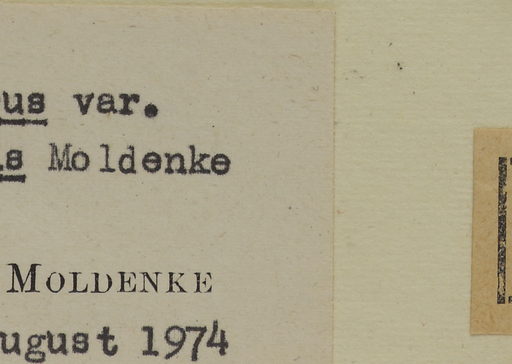 us var.
s Moldenke
MOLDENKE
ugust 1974